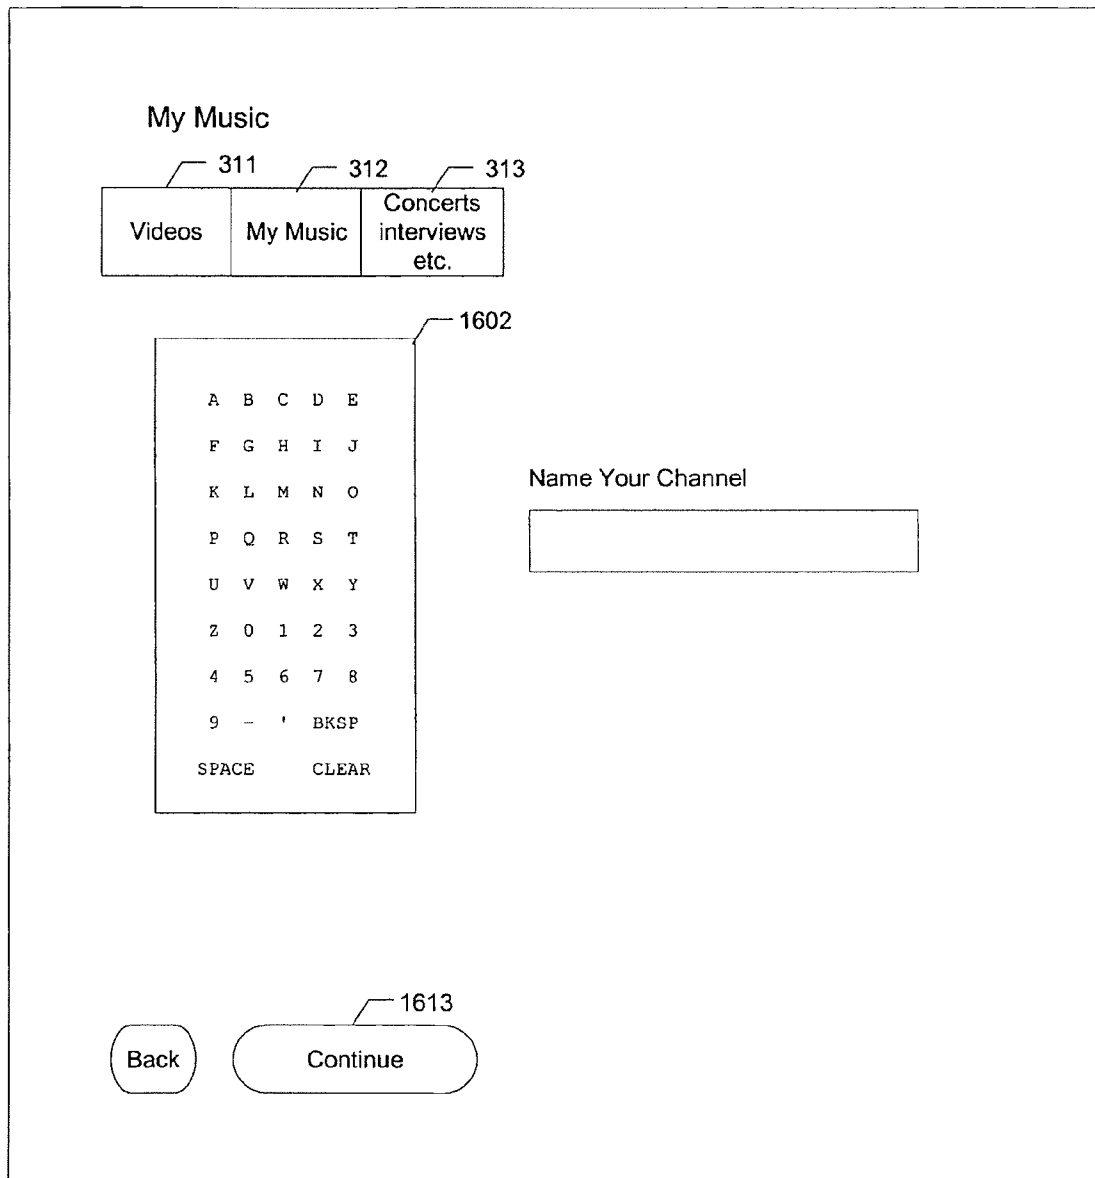 My Music
311
312
313
Videos
My Music
Concerts
interviews
etc.
1602
A B C D E
F G H I J
K L M N O
P Q R S T
U V W X Y
Z 0 1 2 3
4 5 6 7 8
9 - ' BKSP
SPACE CLEAR
Name Your Channel
1613
Back
Continue